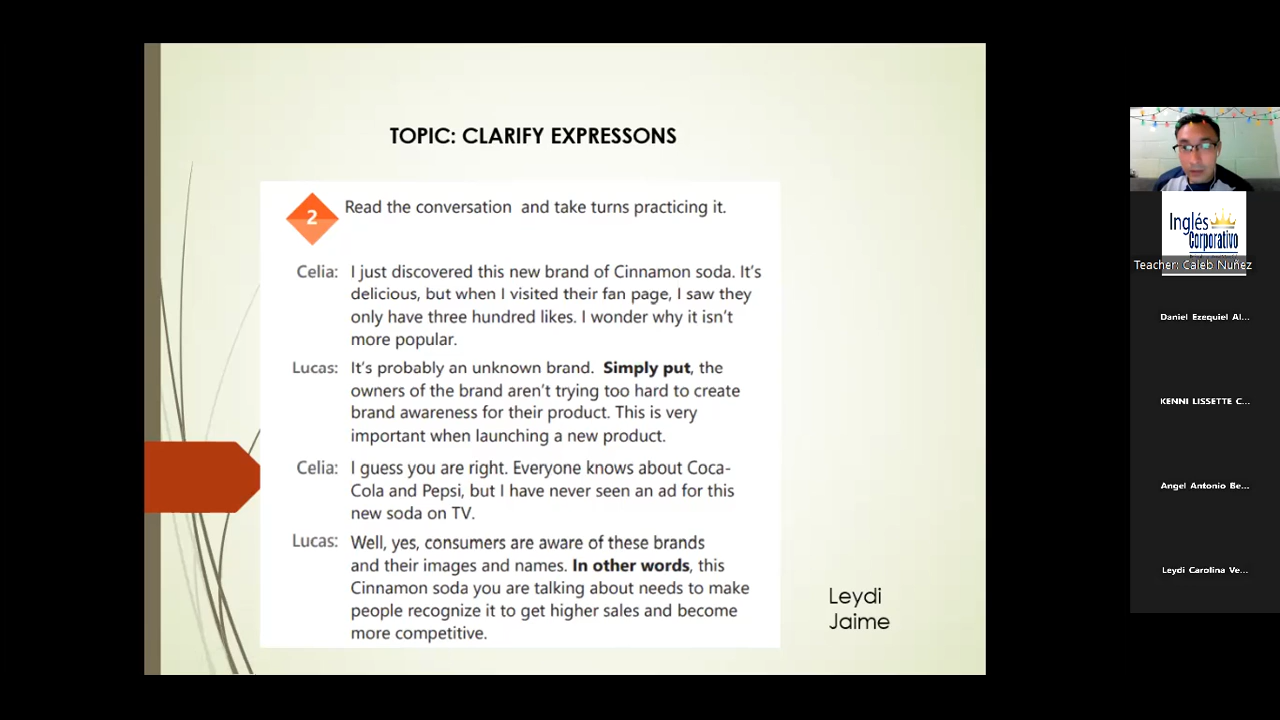 TOPIC: CLARIFY EXPRESSONS
2
Read the conversation and take turns practicing it.
Celia: I just discovered this new brand of Cinnamon soda. It's
delicious, but when I visited their fan page, I saw they
only have three hundred likes. I wonder why it isn't
more popular.
Lucas: It's probably an unknown brand. Simply put, the
owners of the brand aren't trying too hard to create
brand awareness for their product. This is very
important when launching a new product.
Celia: I guess you are right. Everyone knows about Coca-
Cola and Pepsi, but I have never seen an ad for this
new soda on TV.
Lucas: Well, yes, consumers are aware of these brands
and their images and names. In other words, this
Cinnamon soda you are talking about needs to make
people recognize it to get higher sales and become
more competitive.
Leydi
Jaime
Inglés
Corporativo
Teacher: Caleb Nuñez
Daniel Ezequiel Al...
KENNI LISSETTE C...
Angel Antonio Be...
Leydi Carolina Ve...